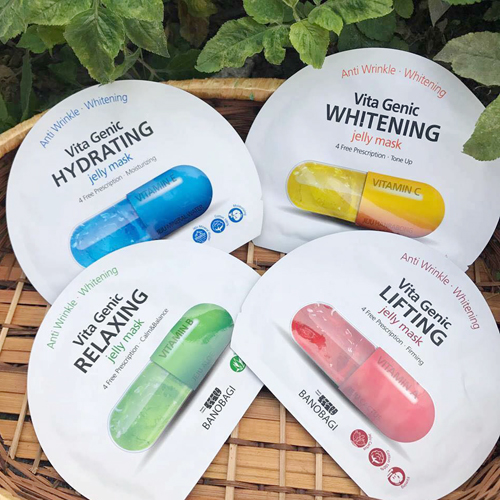 Anti Wrinkle · Whitening
Vita Genic
HYDRATING
jelly mask
4 Free Prescription · Moisturizing
Anti Wrinkle · Whitening
Vita Genic
WHITENING
jelly mask
4 Free Prescription · Tone Up
VITAMIN C
Anti Wrinkle · Whitening
Vita Genic
RELAXING
jelly mask
4 Free Prescription · Calm&Balance
VITAMIN B
BANOBAGI
Anti Wrinkle · Whitening
Vita Genic
LIFTING
jelly mask
4 Free Prescription · Firming
BANOBAGI